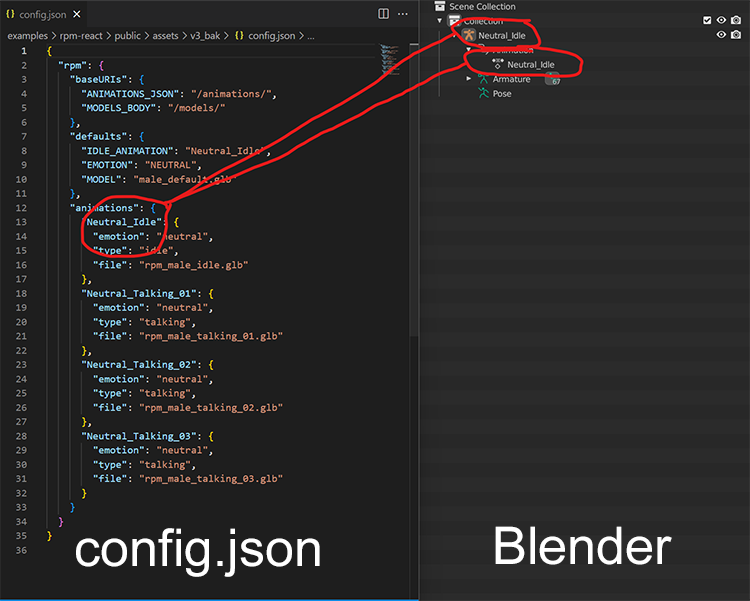 config.json
examples > rpm-react > public > assets > v3_bak > {} config.json > ...
1 {
2 "rpm": {
3 "baseURIs": {
4 "ANIMATIONS_JSON": "/animations/",
5 "MODELS_BODY": "/models/"
6 },
7 "defaults": {
8 "IDLE_ANIMATION": "Neutral_Idle",
9 "EMOTION": "NEUTRAL",
10 "MODEL": "male_default.glb"
11 },
12 "animations": {
13 "Neutral_Idle": {
14 "emotion": "neutral",
15 "type": "idle",
16 "file": "rpm_male_idle.glb"
17 },
18 "Neutral_Talking_01": {
19 "emotion": "neutral",
20 "type": "talking",
21 "file": "rpm_male_talking_01.glb"
22 },
23 "Neutral_Talking_02": {
24 "emotion": "neutral",
25 "type": "talking",
26 "file": "rpm_male_talking_02.glb"
27 },
28 "Neutral_Talking_03": {
29 "emotion": "neutral",
30 "type": "talking",
31 "file": "rpm_male_talking_03.glb"
32 }
33 }
34 }
35 }
36
config.json
Scene Collection
Collection
Neutral_Idle
Animation
Neutral_Idle
Armature 67
Pose
Blender